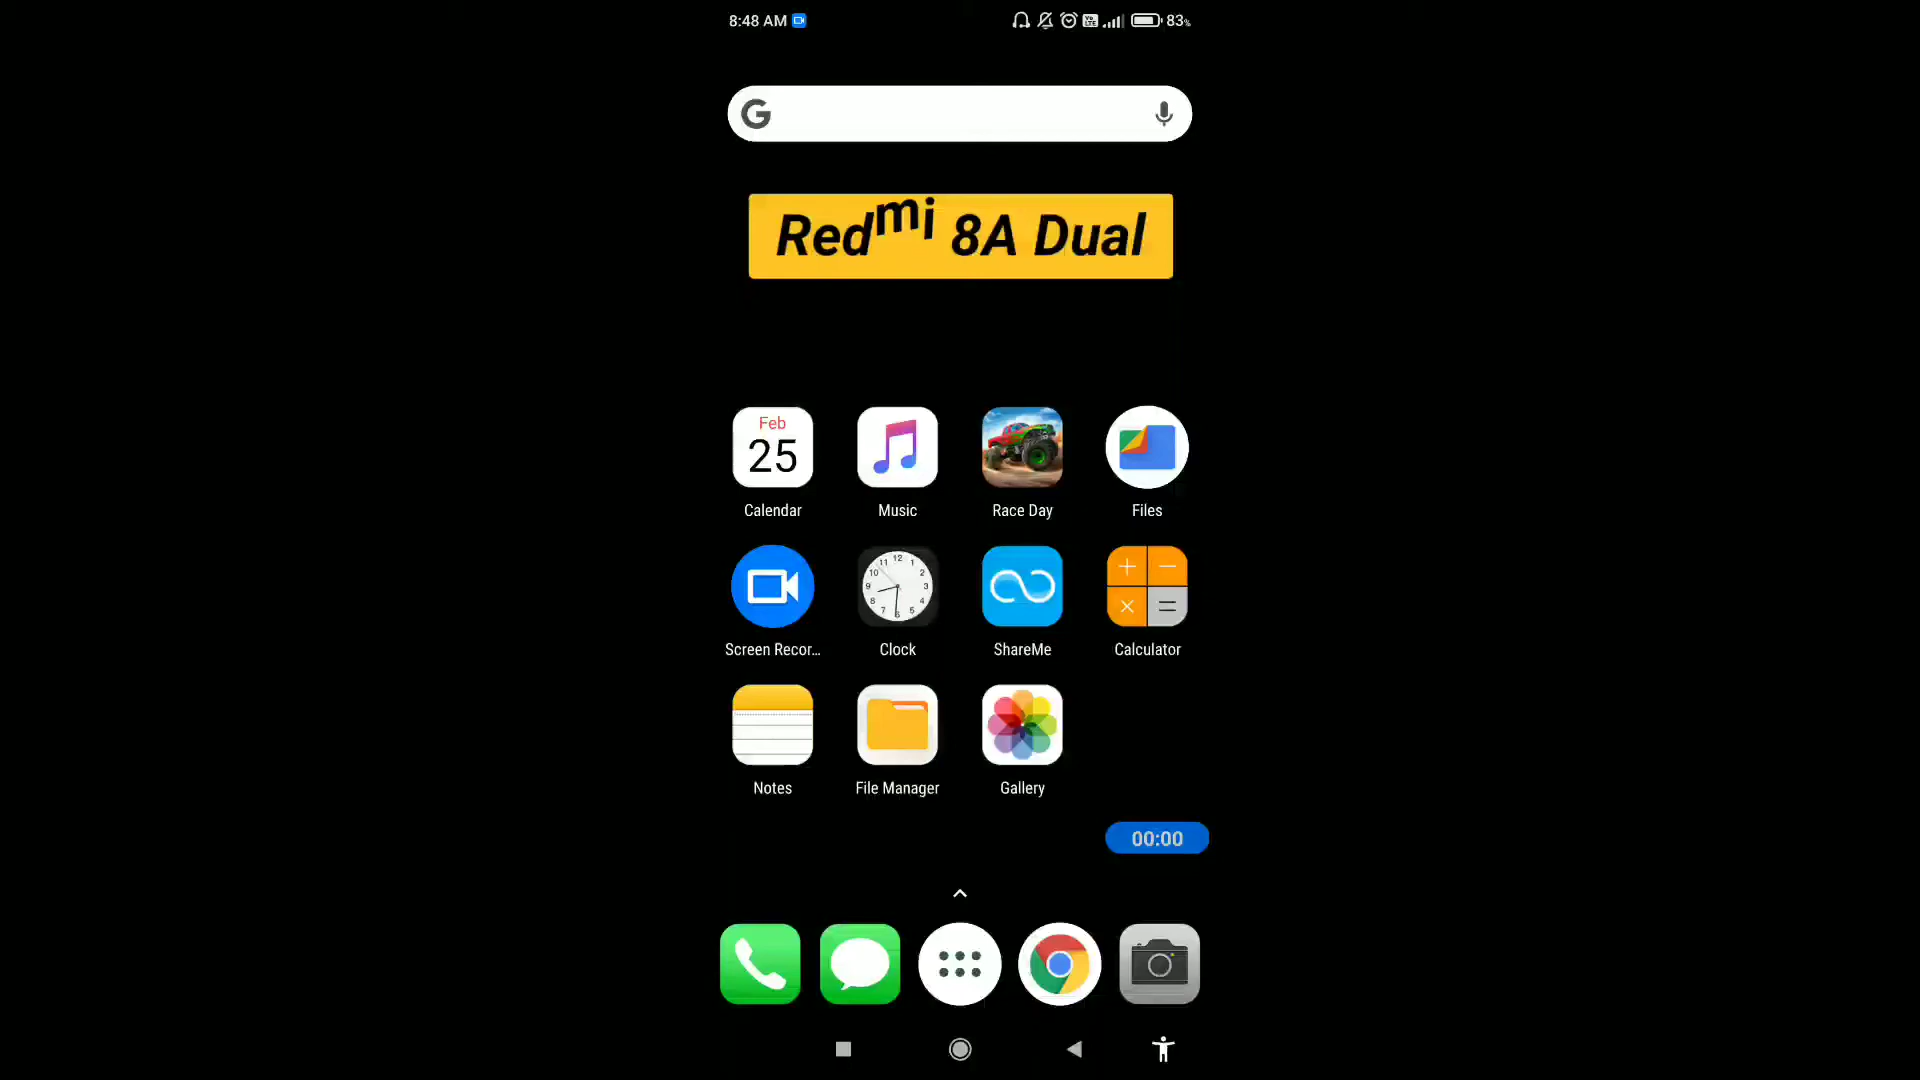 8:48 AM
83%
Redmi 8A Dual
Feb
25
Calendar
Music
Race Day
Files
Screen Recor...
Clock
ShareMe
Calculator
Notes
File Manager
Gallery
00:00